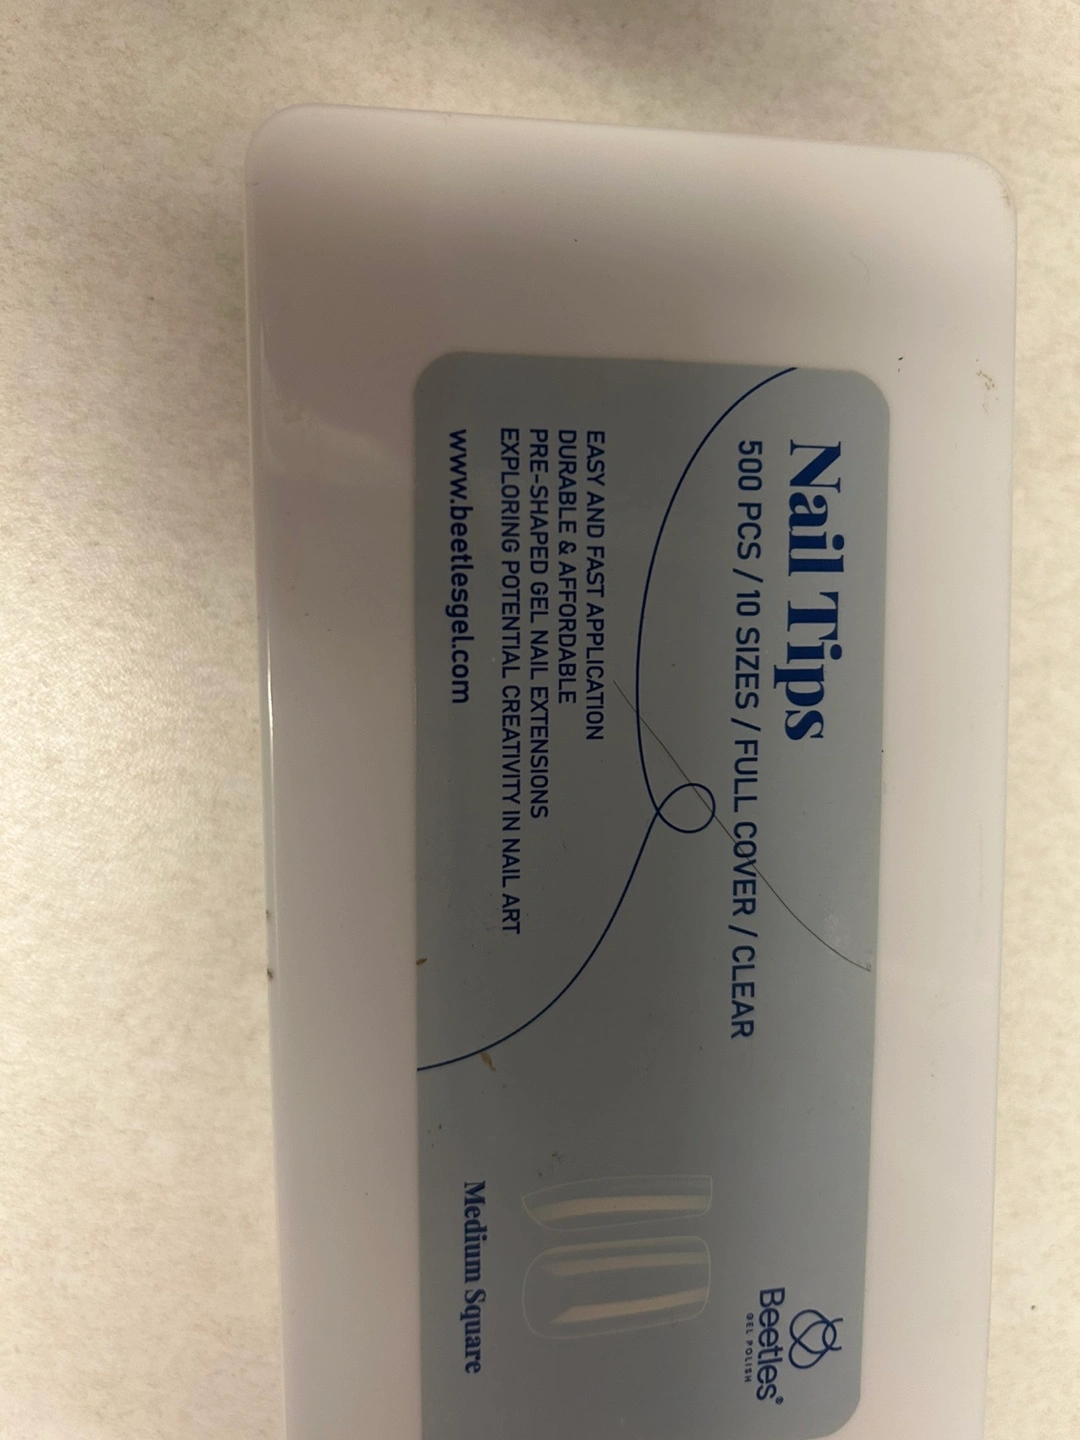 Nail Tips
500 PCS / 10 SIZES / FULL COVER / CLEAR
EASY AND FAST APPLICATION
DURABLE & AFFORDABLE
PRE-SHAPED GEL NAIL EXTENSIONS
EXPLORING POTENTIAL CREATIVITY IN NAIL ART
www.beetlesgel.com
Beetles®
GEL POLISH
Medium Square